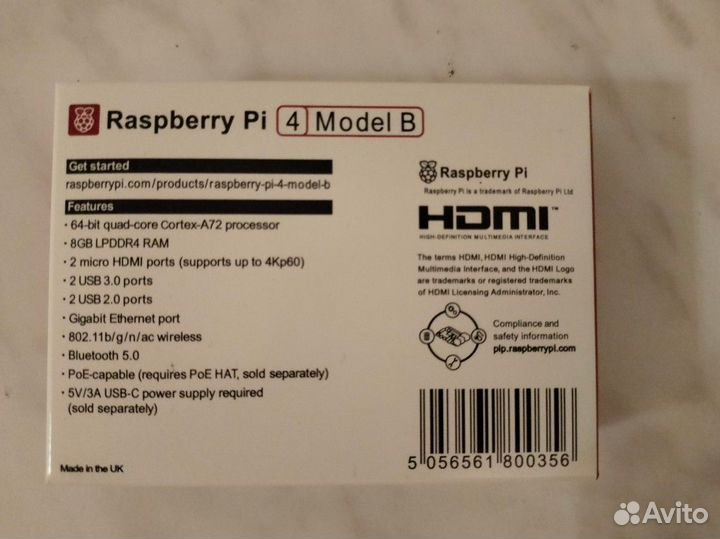 Raspberry Pi 4 Model B
Get started
raspberrypi.com/products/raspberry-pi-4-model-b
Features
· 64-bit quad-core Cortex-A72 processor
· 8GB LPDDR4 RAM
· 2 micro HDMI ports (supports up to 4Kp60)
· 2 USB 3.0 ports
· 2 USB 2.0 ports
· Gigabit Ethernet port
· 802.11b/g/n/ac wireless
· Bluetooth 5.0
· PoE-capable (requires PoE HAT, sold separately)
· 5V/3A USB-C power supply required
(sold separately)
Made in the UK
Raspberry Pi
Raspberry Pi is a trademark of Raspberry Pi Ltd
HDMI™
HIGH-DEFINITION MULTIMEDIA INTERFACE
The terms HDMI, HDMI High-Definition
Multimedia Interface, and the HDMI Logo
are trademarks or registered trademarks
of HDMI Licensing Administrator, Inc.
Compliance and
safety information
pip.raspberrypi.com
5 056561 800356
Avito